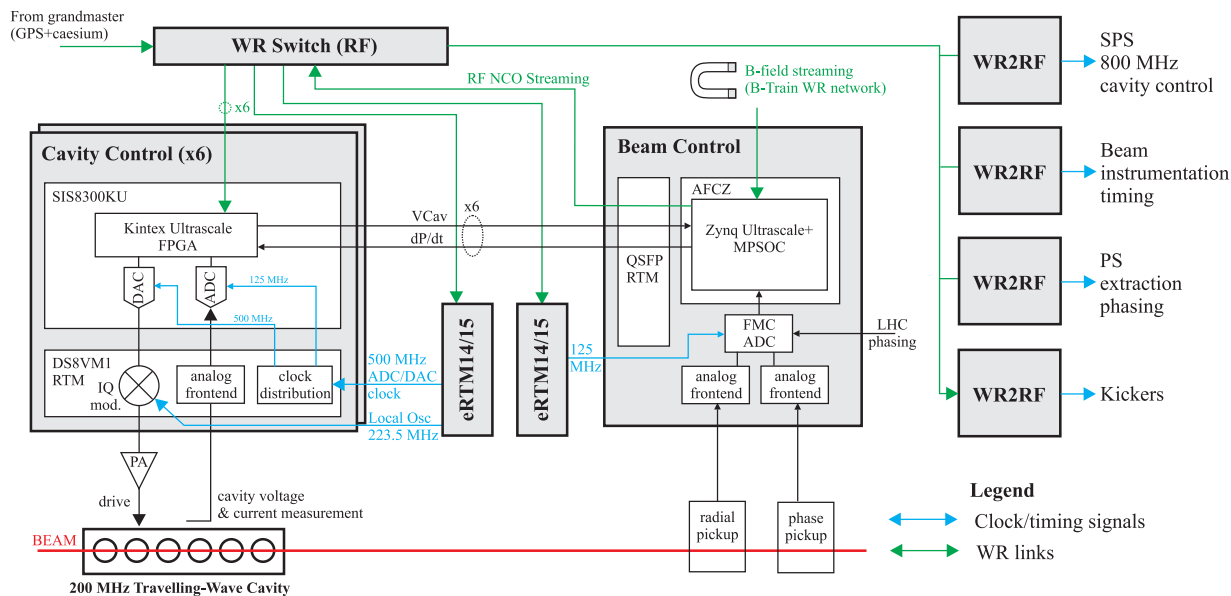 From grandmaster
(GPS+caesium)
WR Switch (RF)
RF NCO Streaming
B-field streaming
(B-Train WR network)
x6
Cavity Control (x6)
SIS8300KU
Kintex Ultrascale
FPGA
DAC
ADC
125 MHz
500 MHz
DS8VM1
RTM
IQ
mod.
analog
frontend
clock
distribution
PA
drive
cavity voltage
& current measurement
BEAM
200 MHz Travelling-Wave Cavity
VCav
dP/dt
x6
500 MHz
ADC/DAC
clock
Local Osc
223.5 MHz
eRTM14/15
eRTM14/15
125
MHz
Beam Control
QSFP
RTM
AFCZ
Zynq Ultrascale+
MPSOC
FMC
ADC
LHC
phasing
analog
frontend
analog
frontend
radial
pickup
phase
pickup
WR2RF
SPS
800 MHz
cavity control
WR2RF
Beam
instrumentation
timing
WR2RF
PS
extraction
phasing
WR2RF
Kickers
Legend
Clock/timing signals
WR links